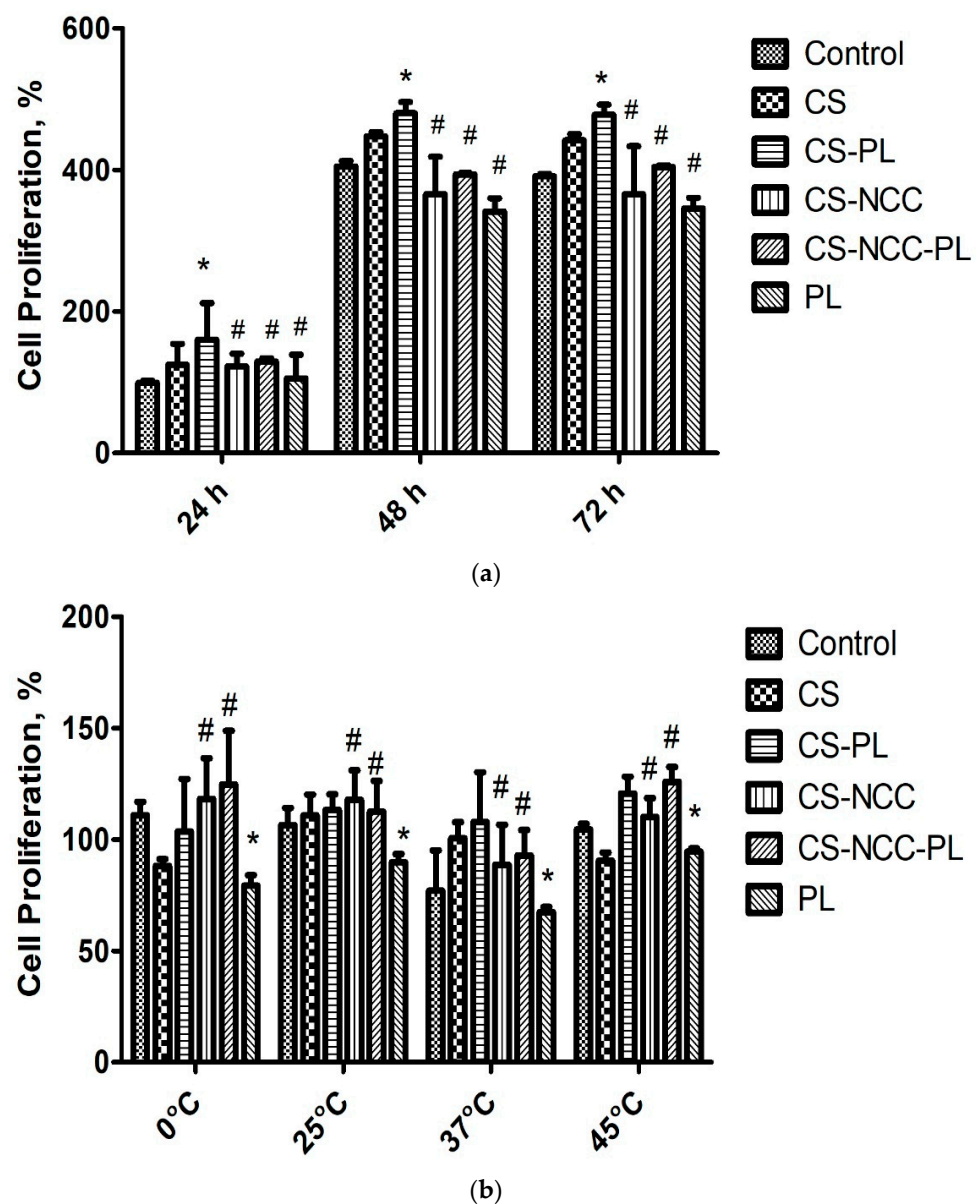 600
400
200
0
Cell Proliferation, %
* # # #
* # # #
* # # #
24 h
48 h
72 h
Control
CS
CS-PL
CS-NCC
CS-NCC-PL
PL
(a)
200
150
100
50
0
Cell Proliferation, %
# # *
# # *
# # *
# # *
0°C
25°C
37°C
45°C
Control
CS
CS-PL
CS-NCC
CS-NCC-PL
PL
(b)